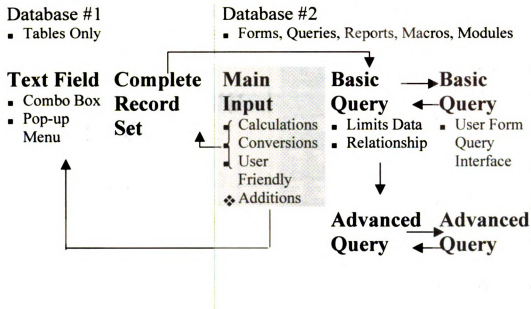 Database #1
▪ Tables Only
Database #2
▪ Forms, Queries, Reports, Macros, Modules
Text Field
▪ Combo Box
▪ Pop-up
Menu
Complete
Record
Set
Main
Input
▪ Calculations
▪ Conversions
▪ User
Friendly
❖ Additions
Basic
Query
▪ Limits Data
▪ Relationship
Basic
Query
▪ User Form
Query
Interface
Advanced
Query
Advanced
Query